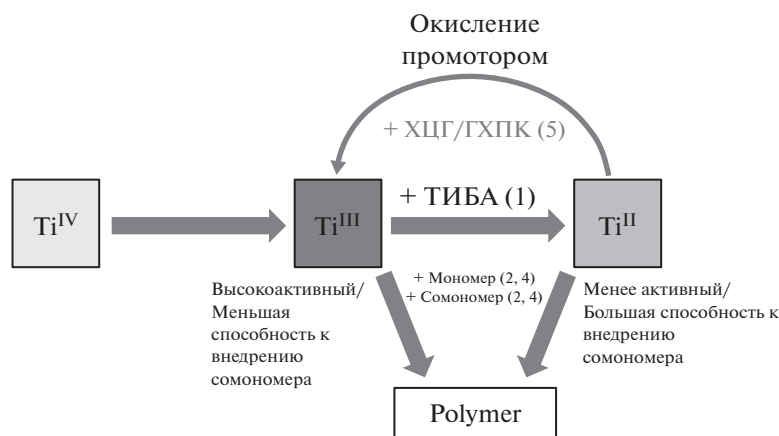 Окисление
промотором
+ ХЦГ/ГХПК (5)
Ti^IV
Ti^III
+ ТИБА (1)
Ti^II
Высокоактивный/
Меньшая
способность к
внедрению
сомономера
+ Мономер (2, 4)
+ Сомономер (2, 4)
Менее активный/
Большая способность к
внедрению
сомономера
Polymer